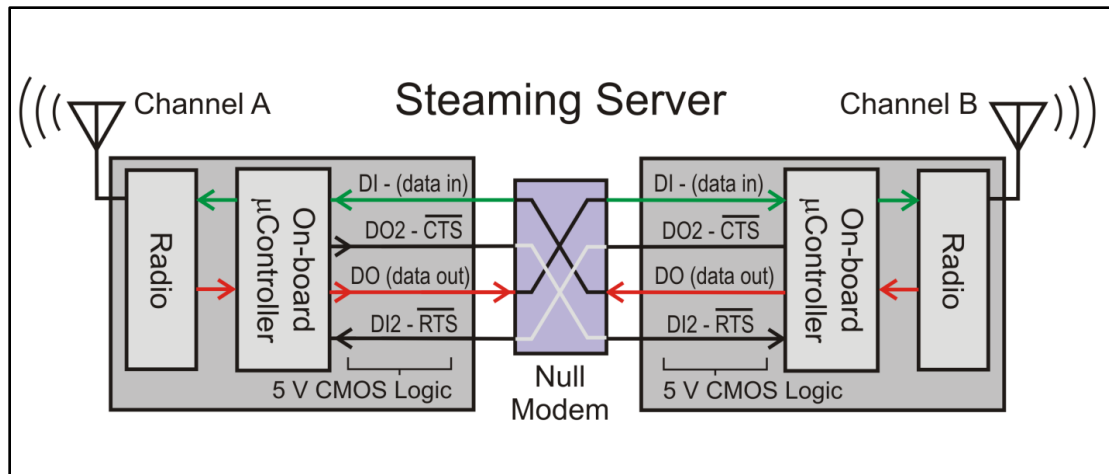 Steaming Server
Channel A
Channel B
Radio
On-board
μController
DI - (data in)
DO2 - CTS
DO (data out)
DI2 - RTS
5 V CMOS Logic
Null
Modem
DI - (data in)
DO2 - CTS
DO (data out)
DI2 - RTS
5 V CMOS Logic
On-board
μController
Radio